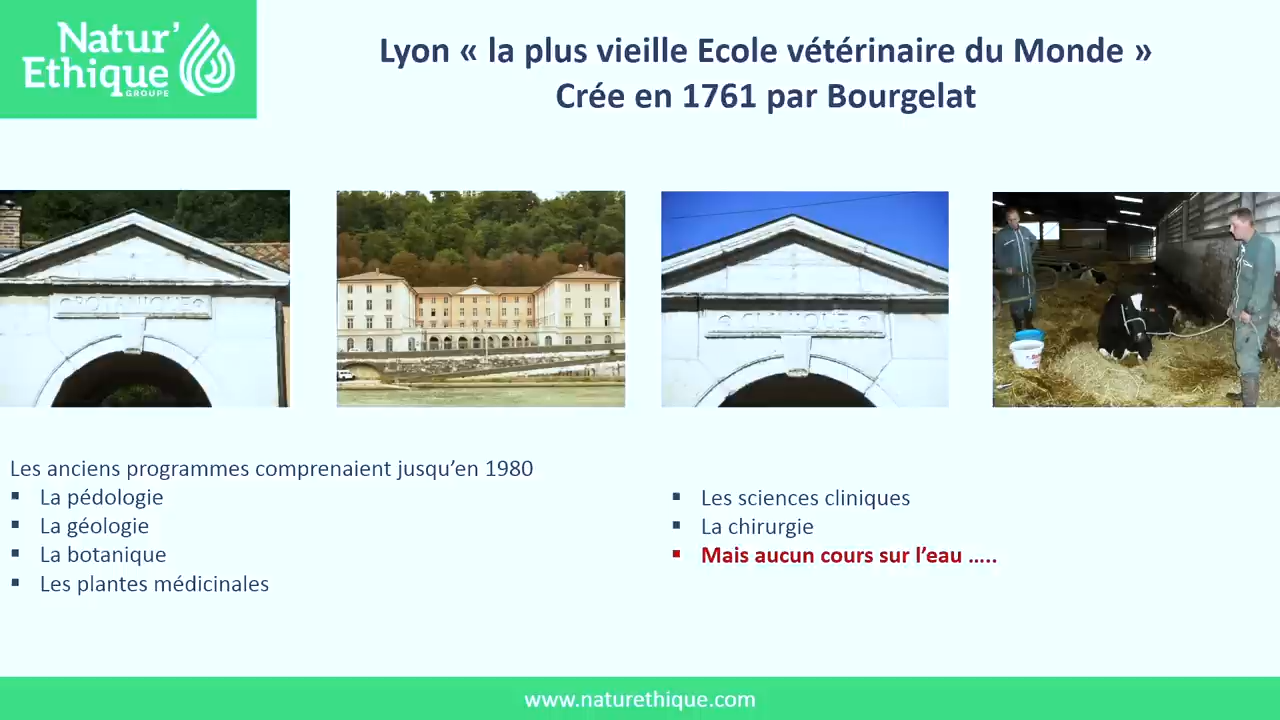 Natur'
Ethique
GROUPE
Lyon « la plus vieille Ecole vétérinaire du Monde »
Crée en 1761 par Bourgelat
BOTANIQUE
CLINIQUE
Les anciens programmes comprenaient jusqu’en 1980
▪ La pédologie
▪ La géologie
▪ La botanique
▪ Les plantes médicinales
▪ Les sciences cliniques
▪ La chirurgie
▪ Mais aucun cours sur l’eau …..
www.naturethique.com